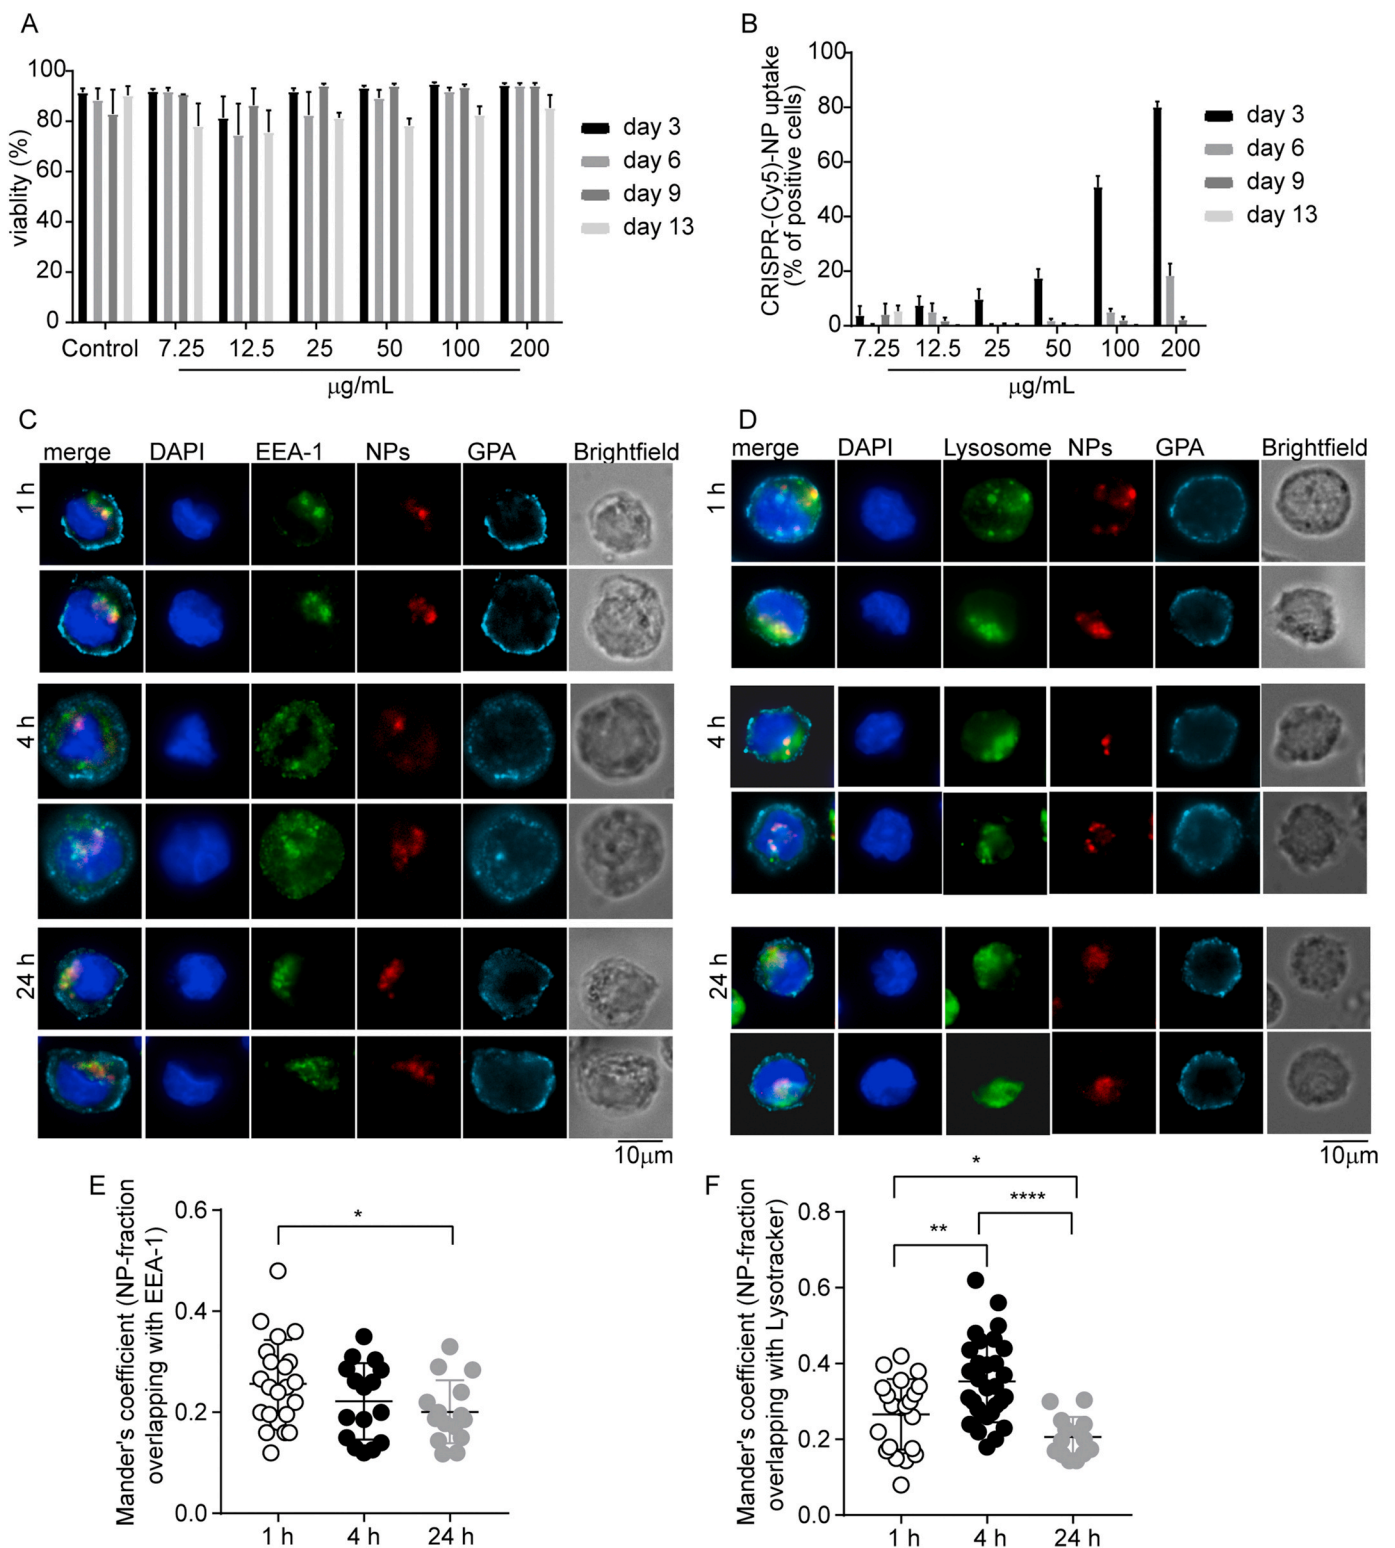 A
100
80
60
40
20
0
viablity (%)
Control 7.25 12.5 25 50 100 200
μg/mL
day 3
day 6
day 9
day 13
B
100
80
60
40
20
0
CRISPR-(Cy5)-NP uptake
(% of positive cells)
7.25 12.5 25 50 100 200
μg/mL
day 3
day 6
day 9
day 13
C
merge DAPI EEA-1 NPs GPA Brightfield
1 h
4 h
24 h
10μm
D
merge DAPI Lysosome NPs GPA Brightfield
1 h
4 h
24 h
10μm
E
Mander's coefficient (NP-fraction
overlapping with EEA-1)
0.6
0.4
0.2
0.0
*
1 h 4 h 24 h
F
Mander's coefficient (NP-fraction
overlapping with Lysotracker)
0.8
0.6
0.4
0.2
0.0
*
****
**
1 h 4 h 24 h